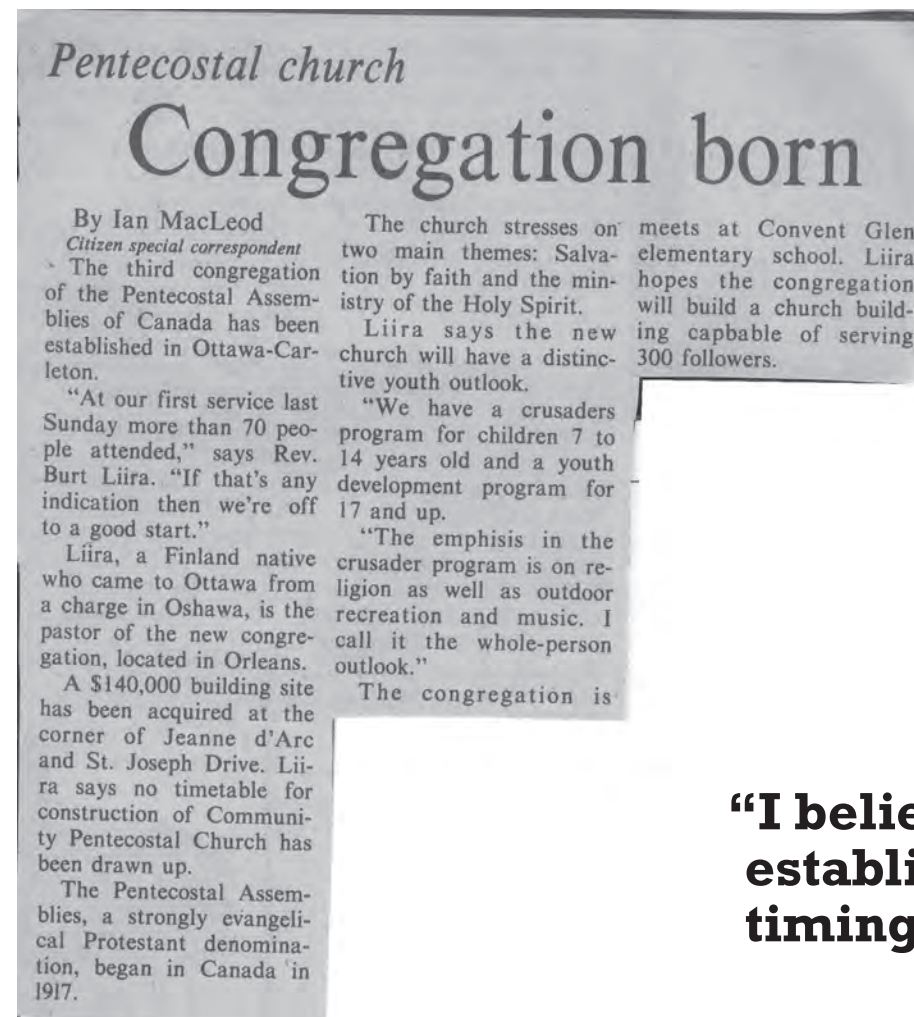 Pentecostal church
Congregation born
By Ian MacLeod
Citizen special correspondent
The third congregation
of the Pentecostal Assem-
blies of Canada has been
established in Ottawa-Car-
leton.
“At our first service last
Sunday more than 70 peo-
ple attended,” says Rev.
Burt Liira. “If that’s any
indication then we’re off
to a good start.”
Liira, a Finland native
who came to Ottawa from
a charge in Oshawa, is the
pastor of the new congre-
gation, located in Orleans.
A $140,000 building site
has been acquired at the
corner of Jeanne d’Arc
and St. Joseph Drive. Lii-
ra says no timetable for
construction of Communi-
ty Pentecostal Church has
been drawn up.
The Pentecostal Assem-
blies, a strongly evangeli-
cal Protestant denomina-
tion, began in Canada in
1917.
The church stresses on
two main themes: Salva-
tion by faith and the min-
istry of the Holy Spirit.
Liira says the new
church will have a distinc-
tive youth outlook.
“We have a crusaders
program for children 7 to
14 years old and a youth
development program for
17 and up.
“The emphisis in the
crusader program is on re-
ligion as well as outdoor
recreation and music. I
call it the whole-person
outlook.”
The congregation is
meets at Convent Glen
elementary school. Liira
hopes the congregation
will build a church build-
ing capbable of serving
300 followers.
“I belie
establi
timing